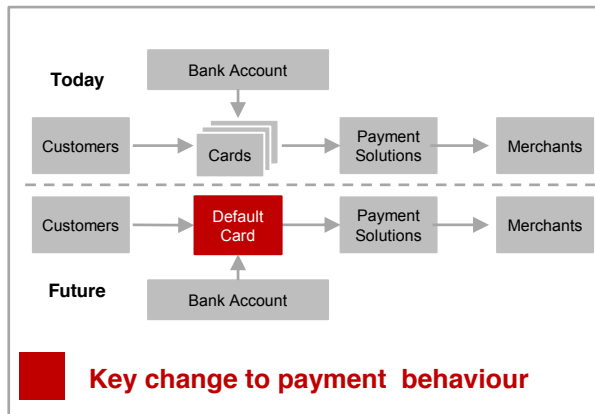 Today
Bank Account
Customers
Cards
Payment
Solutions
Merchants
Customers
Default
Card
Payment
Solutions
Merchants
Future
Bank Account
Key change to payment behaviour